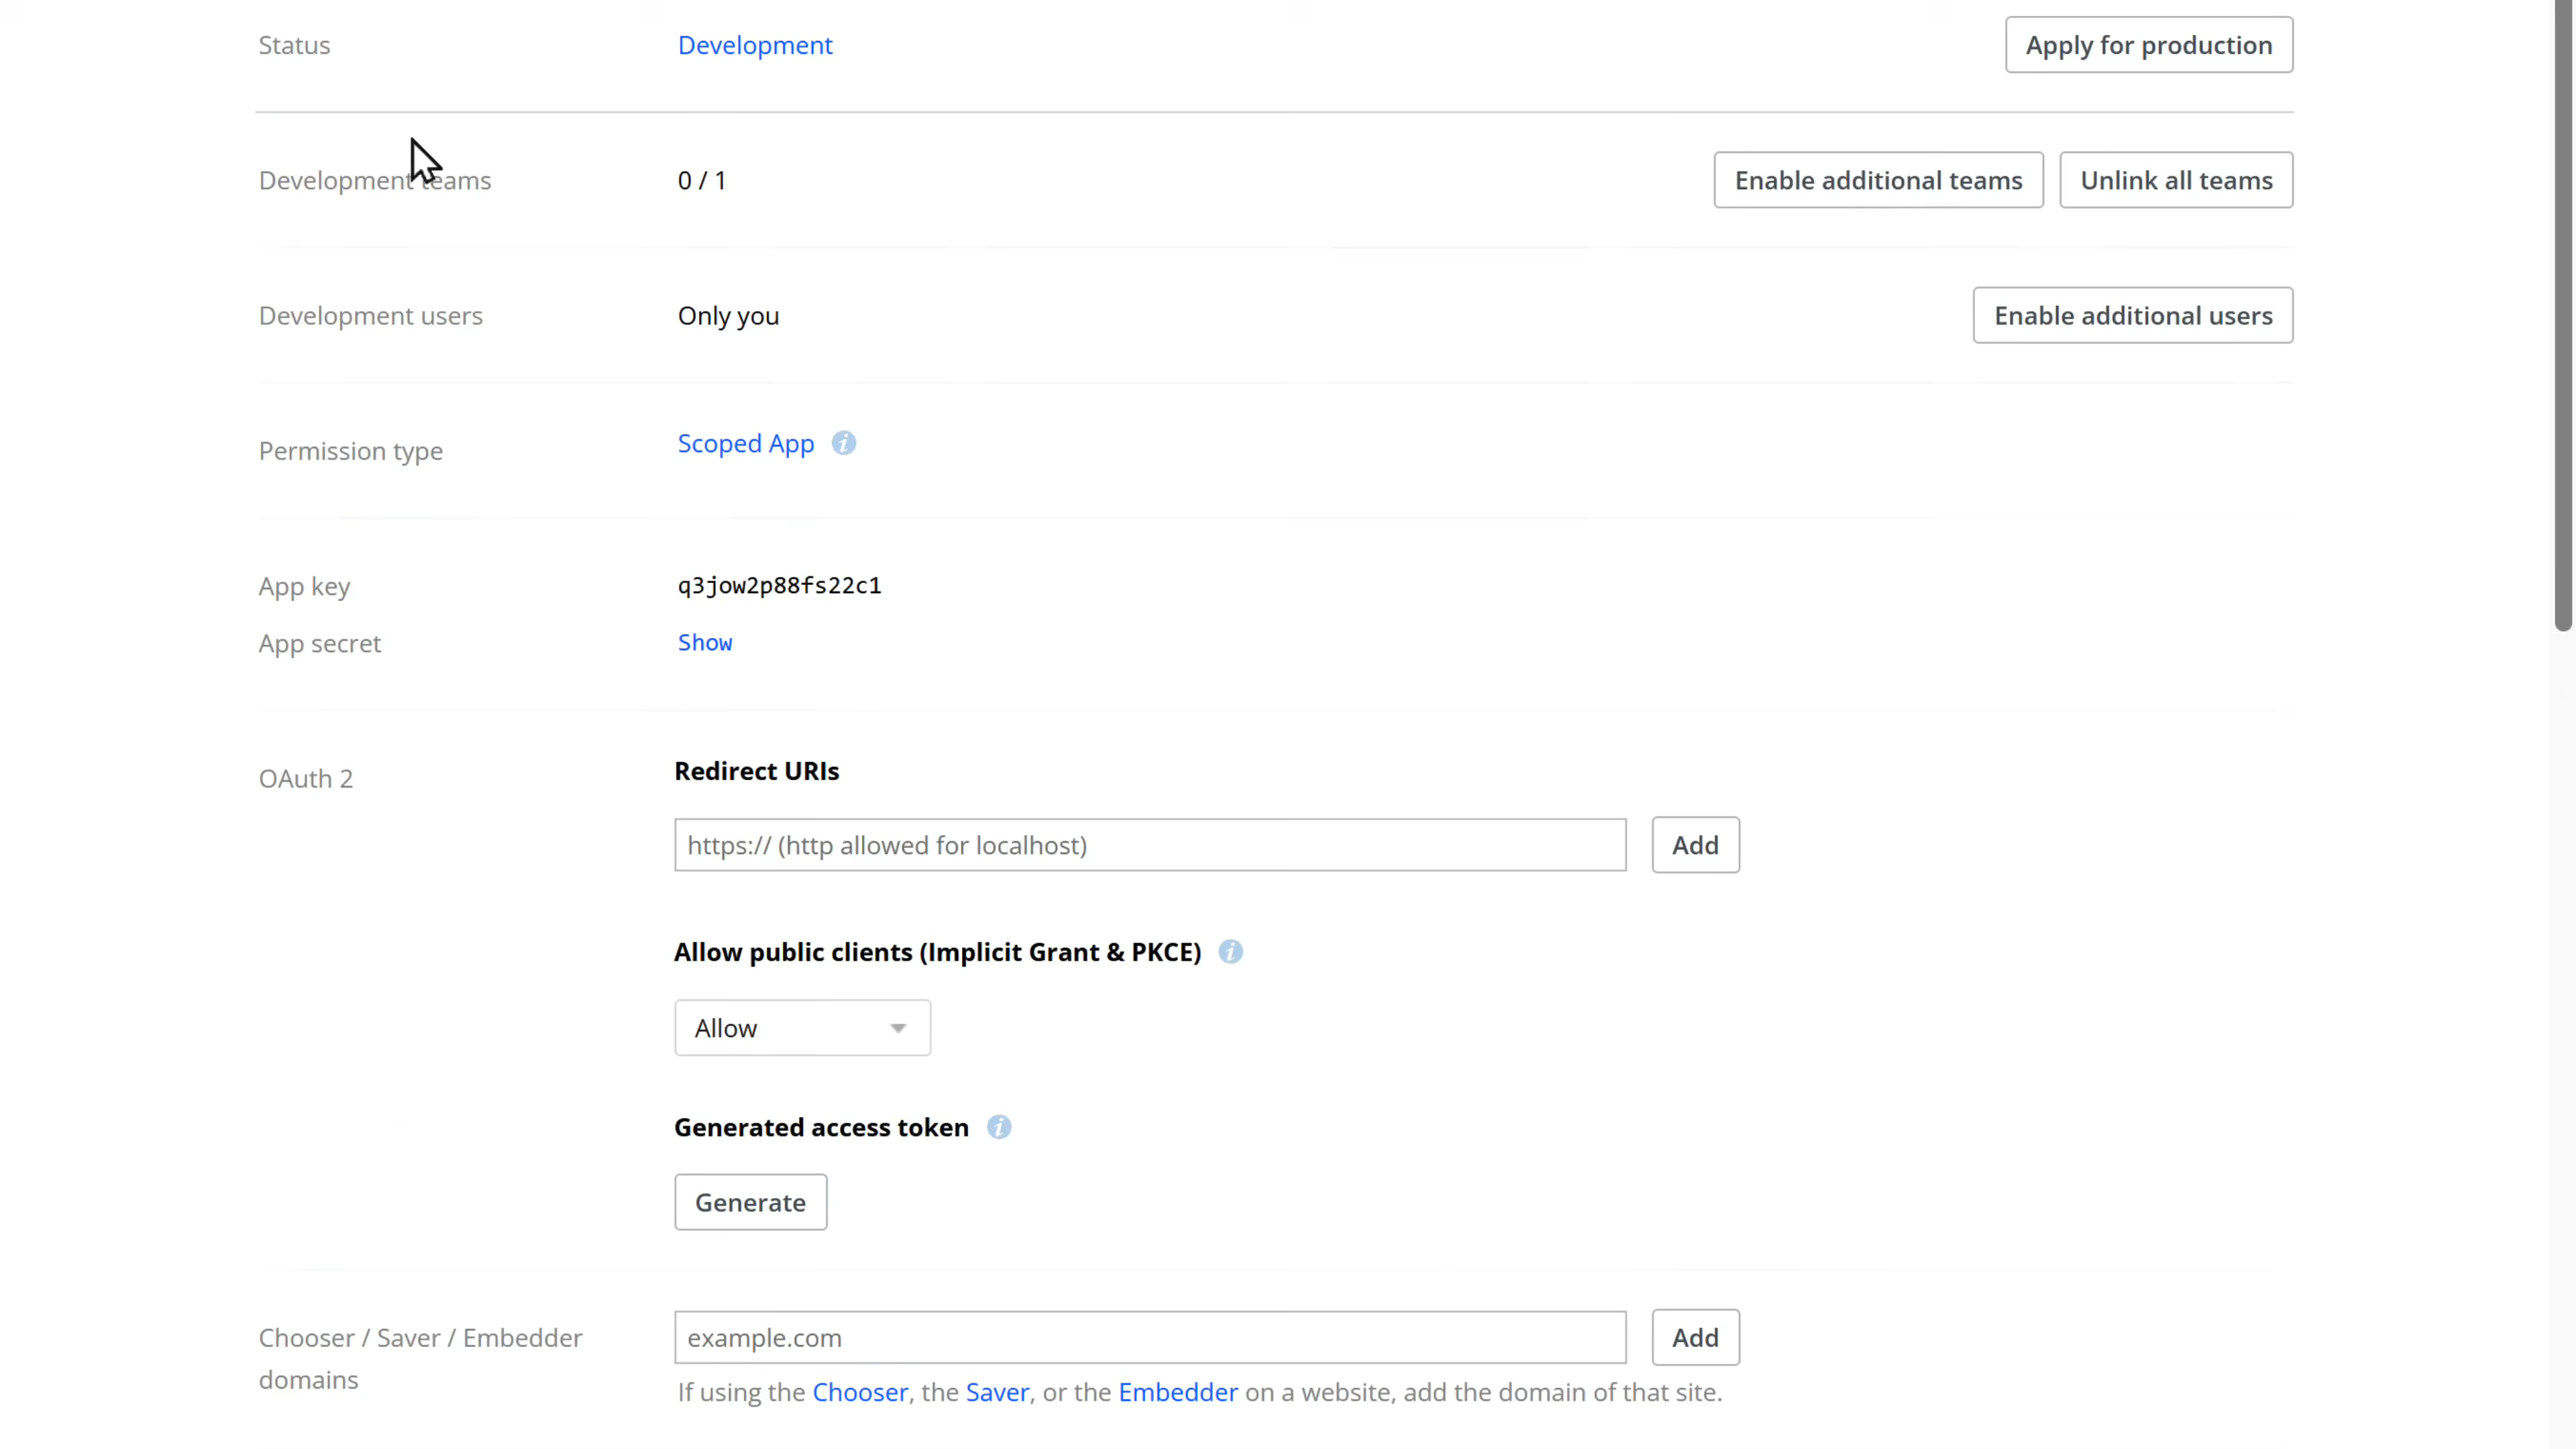 Status Development Apply for production
Development teams 0 / 1 Enable additional teams Unlink all teams
Development users Only you Enable additional users
Permission type Scoped App i
App key q3jow2p88fs22c1
App secret Show
OAuth 2 Redirect URIs
https:// (http allowed for localhost) Add
Allow public clients (Implicit Grant & PKCE) i
Allow
Generated access token i
Generate
Chooser / Saver / Embedder domains
example.com Add
If using the Chooser, the Saver, or the Embedder on a website, add the domain of that site.